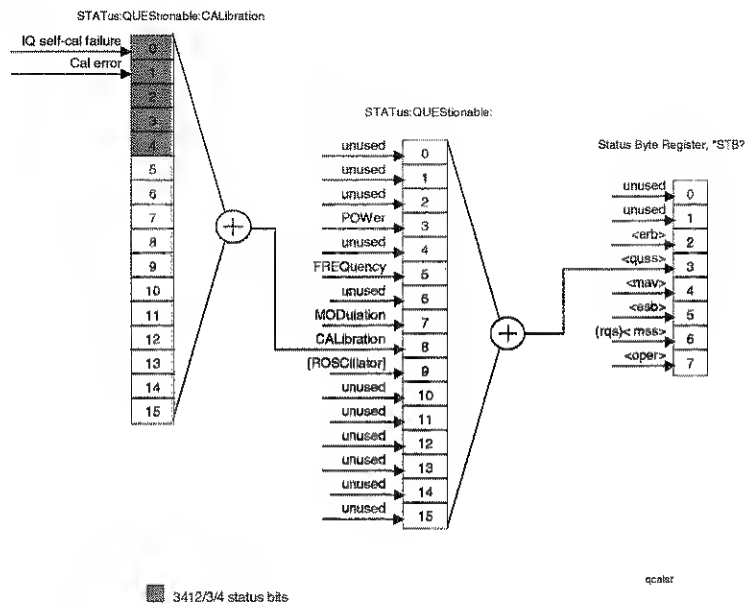 STATus:QUEStionable:CALibration
IQ self-cal failure
Cal error
0
1
2
3
4
5
6
7
8
9
10
11
12
13
14
15
STATus:QUEStionable:
unused 0
unused 1
unused 2
POWer 3
unused 4
FREQuency 5
unused 6
MODulation 7
CALibration 8
[ROSCillator] 9
unused 10
unused 11
unused 12
unused 13
unused 14
unused 15
Status Byte Register, *STB?
unused 0
unused 1
<erb> 2
<quss> 3
<mav> 4
<esb> 5
(rqs)< mss> 6
<oper> 7
3412/3/4 status bits
qcalst